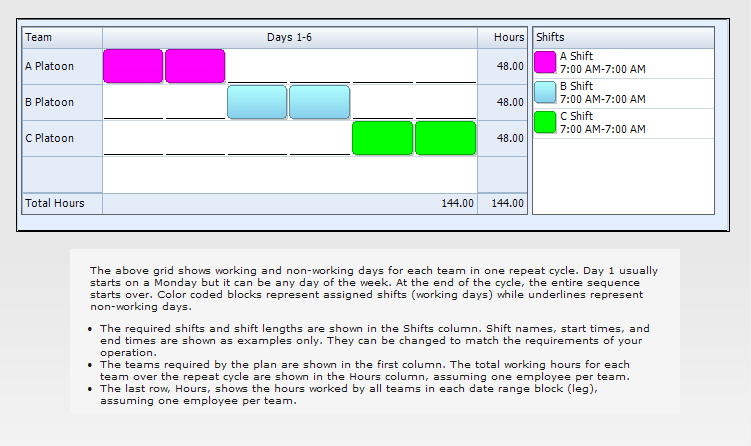 Team Days 1-6 Hours Shifts
A Platoon 48.00
A Shift
7:00 AM-7:00 AM
B Platoon 48.00
B Shift
7:00 AM-7:00 AM
C Platoon 48.00
C Shift
7:00 AM-7:00 AM
Total Hours 144.00 144.00
The above grid shows working and non-working days for each team in one repeat cycle. Day 1 usually
starts on a Monday but it can be any day of the week. At the end of the cycle, the entire sequence
starts over. Color coded blocks represent assigned shifts (working days) while underlines represent
non-working days.
• The required shifts and shift lengths are shown in the Shifts column. Shift names, start times, and
end times are shown as examples only. They can be changed to match the requirements of your
operation.
• The teams required by the plan are shown in the first column. The total working hours for each
team over the repeat cycle are shown in the Hours column, assuming one employee per team.
• The last row, Hours, shows the hours worked by all teams in each date range block (leg),
assuming one employee per team.